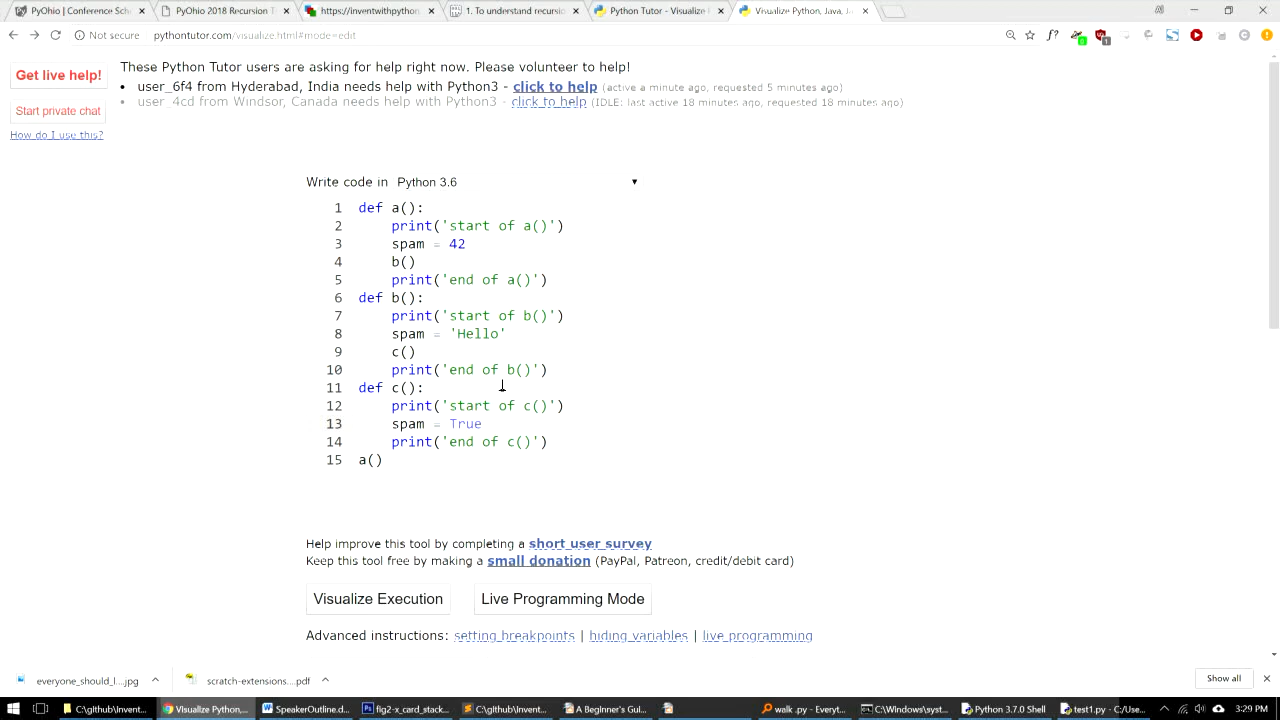 PyOhio | Conference Sch
PyOhio 2018 Recursion T
https://inventwithpython
1. To understand recursi
Python Tutor - Visualize
Visualize Python, Java, J
Not secure pythontutor.com/visualize.html#mode=edit
Get live help!
Start private chat
How do I use this?
These Python Tutor users are asking for help right now. Please volunteer to help!
• user_6f4 from Hyderabad, India needs help with Python3 - click to help (active a minute ago, requested 5 minutes ago)
• user_4cd from Windsor, Canada needs help with Python3 - click to help (IDLE: last active 18 minutes ago, requested 18 minutes ago)
Write code in Python 3.6
1 def a():
2 print('start of a()')
3 spam = 42
4 b()
5 print('end of a()')
6 def b():
7 print('start of b()')
8 spam = 'Hello'
9 c()
10 print('end of b()')
11 def c():
12 print('start of c()')
13 spam = True
14 print('end of c()')
15 a()
Help improve this tool by completing a short user survey
Keep this tool free by making a small donation (PayPal, Patreon, credit/debit card)
Visualize Execution
Live Programming Mode
Advanced instructions: setting breakpoints | hiding variables | live programming
everyone_should_l....jpg
scratch-extensions....pdf
Show all
C:\github\Invent...
Visualize Python,...
SpeakerOutline.d...
fig2-x_card_stack...
C:\github\Invent...
A Beginner's Gui...
walk .py - Everyw...
C:\Windows\syst...
Python 3.7.0 Shell
test1.py - C:/Use...
3:29 PM